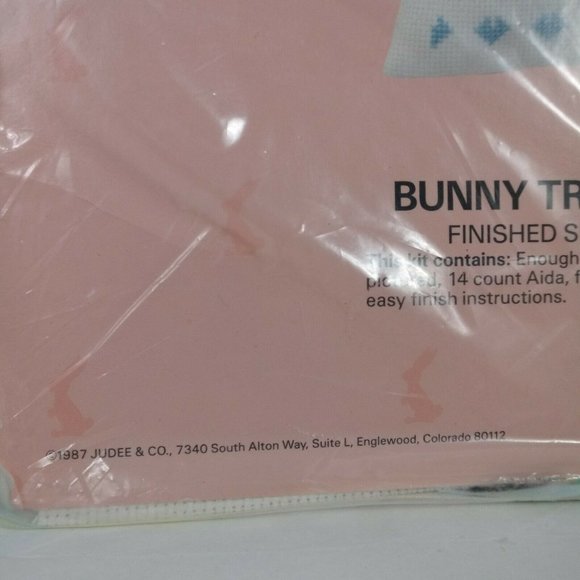 BUNNY TR
FINISHED S
This kit contains: Enough
pictured, 14 count Aida, f
easy finish instructions.
©1987 JUDEE & CO., 7340 South Alton Way, Suite L, Englewood, Colorado 80112